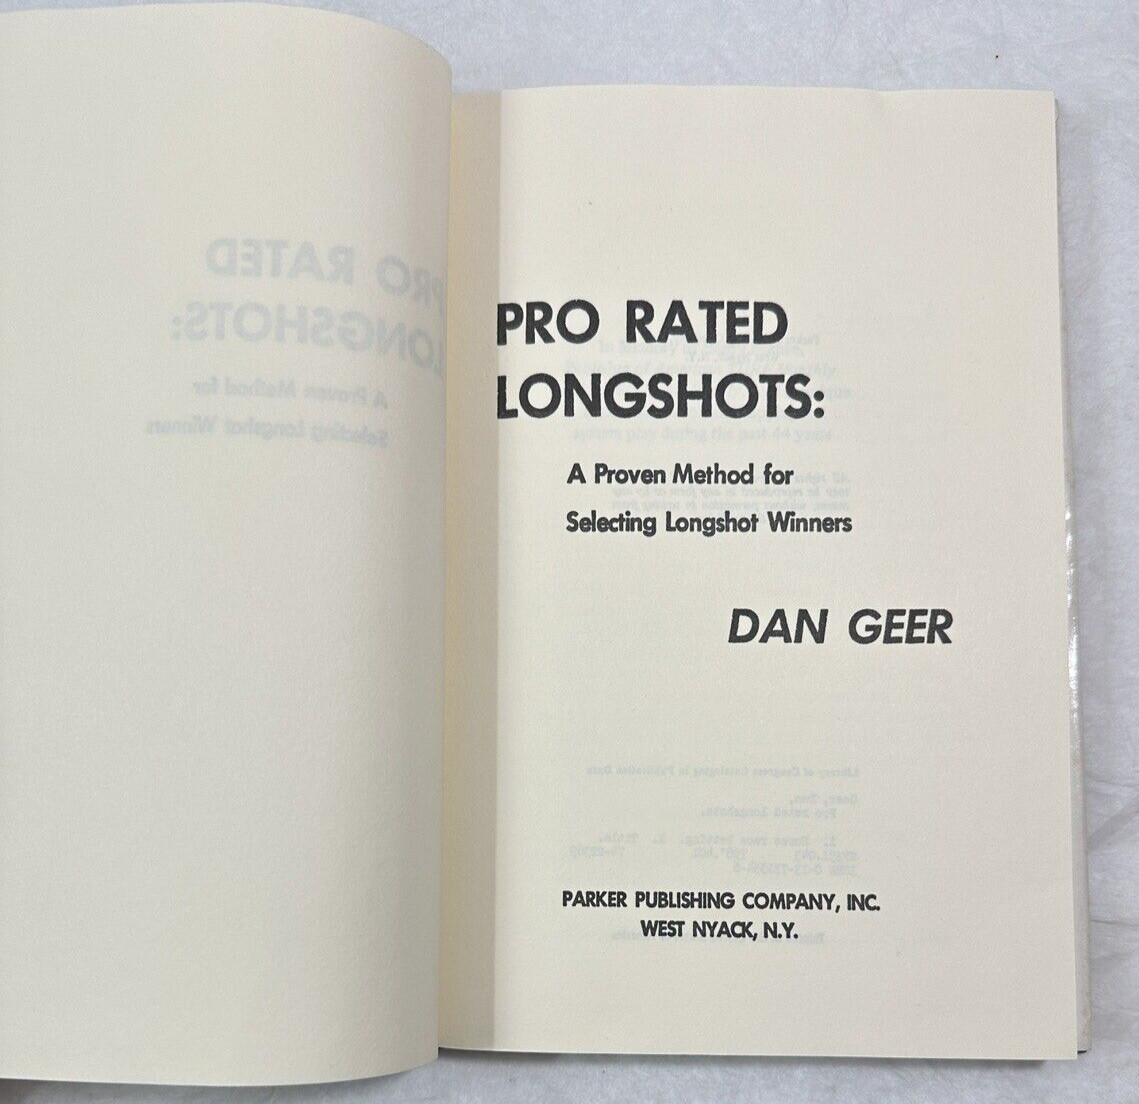 PRO RATED
LONGSHOTS:
A Proven Method for
Selecting Longshot Winners
DAN GEER
PARKER PUBLISHING COMPANY, INC.
WEST NYACK, N.Y.